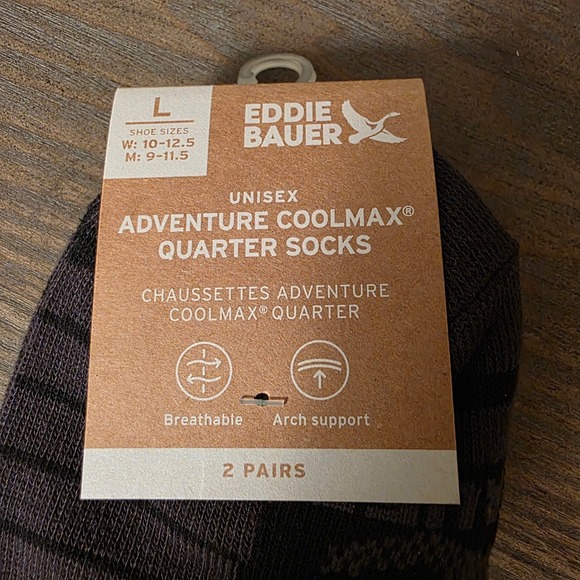 L
SHOE SIZES
W: 10-12.5
M: 9-11.5
EDDIE
BAUER
UNISEX
ADVENTURE COOLMAX®
QUARTER SOCKS
CHAUSSETTES ADVENTURE
COOLMAX® QUARTER
Breathable
Arch support
2 PAIRS